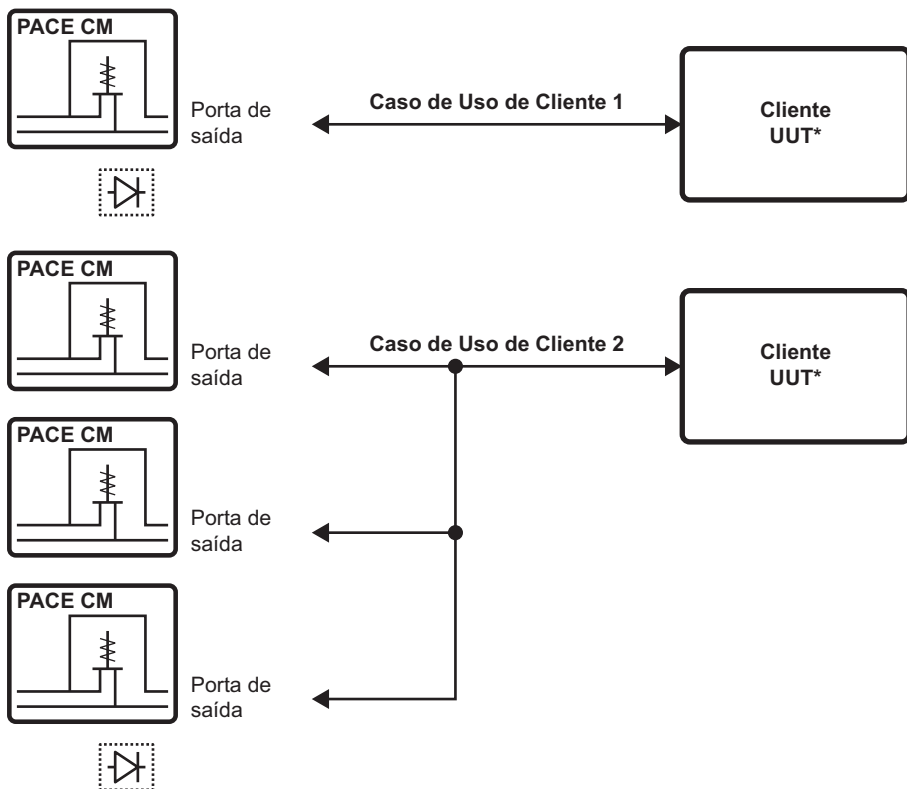 PACE CM
Porta de
saída
Caso de Uso de Cliente 1
Cliente
UUT*
PACE CM
Porta de
saída
Caso de Uso de Cliente 2
Cliente
UUT*
PACE CM
Porta de
saída
PACE CM
Porta de
saída